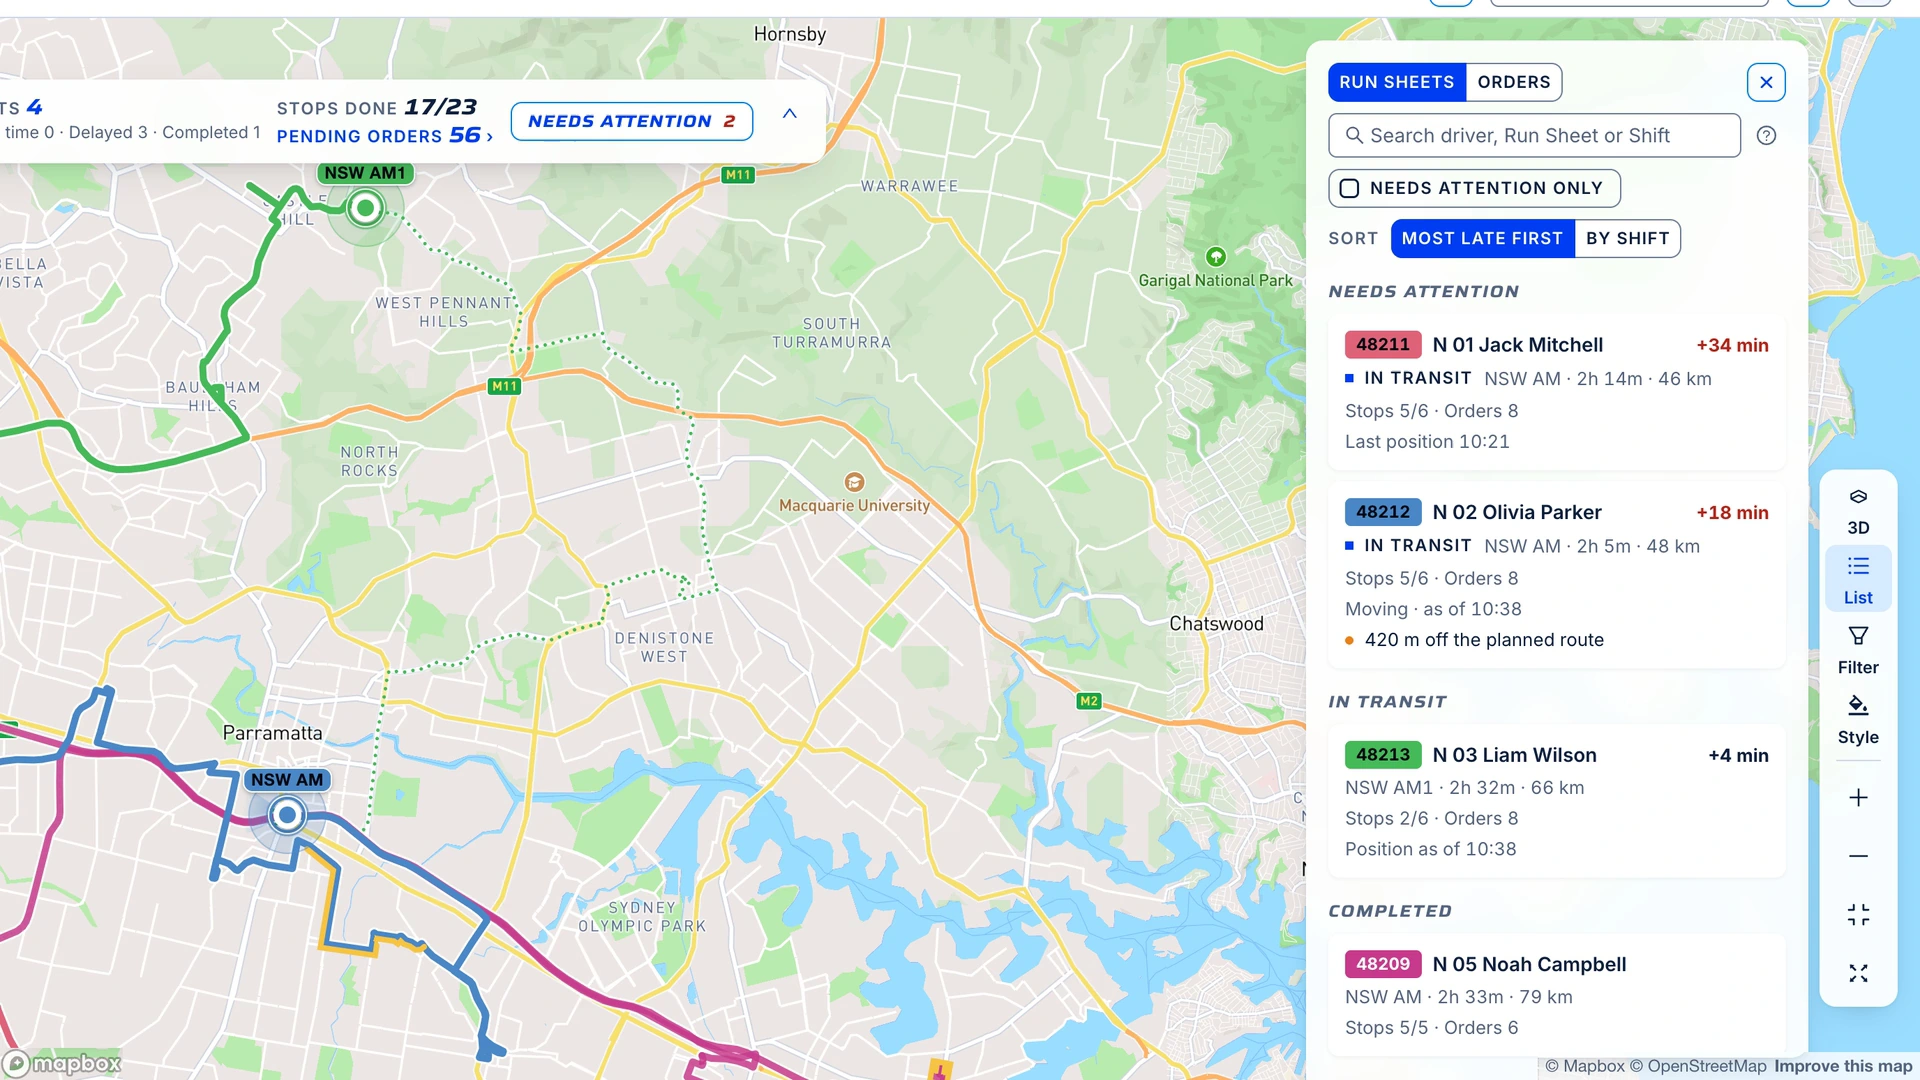 Hornsby
TS 4
time 0 · Delayed 3 · Completed 1
STOPS DONE 17/23
PENDING ORDERS 56 ›
NEEDS ATTENTION 2
NSW AM1
HILL
M11
WARRAWEE
Garigal National Park
WEST PENNANT
HILLS
SOUTH
TURRAMURRA
M11
HILLS
NORTH
ROCKS
Macquarie University
DENISTONE
WEST
Chatswood
M2
Parramatta
NSW AM
SYDNEY
OLYMPIC PARK
mapbox
RUN SHEETS
ORDERS
Search driver, Run Sheet or Shift
NEEDS ATTENTION ONLY
SORT
MOST LATE FIRST
BY SHIFT
NEEDS ATTENTION
48211 N 01 Jack Mitchell +34 min
IN TRANSIT NSW AM · 2h 14m · 46 km
Stops 5/6 · Orders 8
Last position 10:21
48212 N 02 Olivia Parker +18 min
IN TRANSIT NSW AM · 2h 5m · 48 km
Stops 5/6 · Orders 8
Moving · as of 10:38
420 m off the planned route
IN TRANSIT
48213 N 03 Liam Wilson +4 min
NSW AM1 · 2h 32m · 66 km
Stops 2/6 · Orders 8
Position as of 10:38
COMPLETED
48209 N 05 Noah Campbell
NSW AM · 2h 33m · 79 km
Stops 5/5 · Orders 6
3D
List
Filter
Style
© Mapbox © OpenStreetMap Improve this map